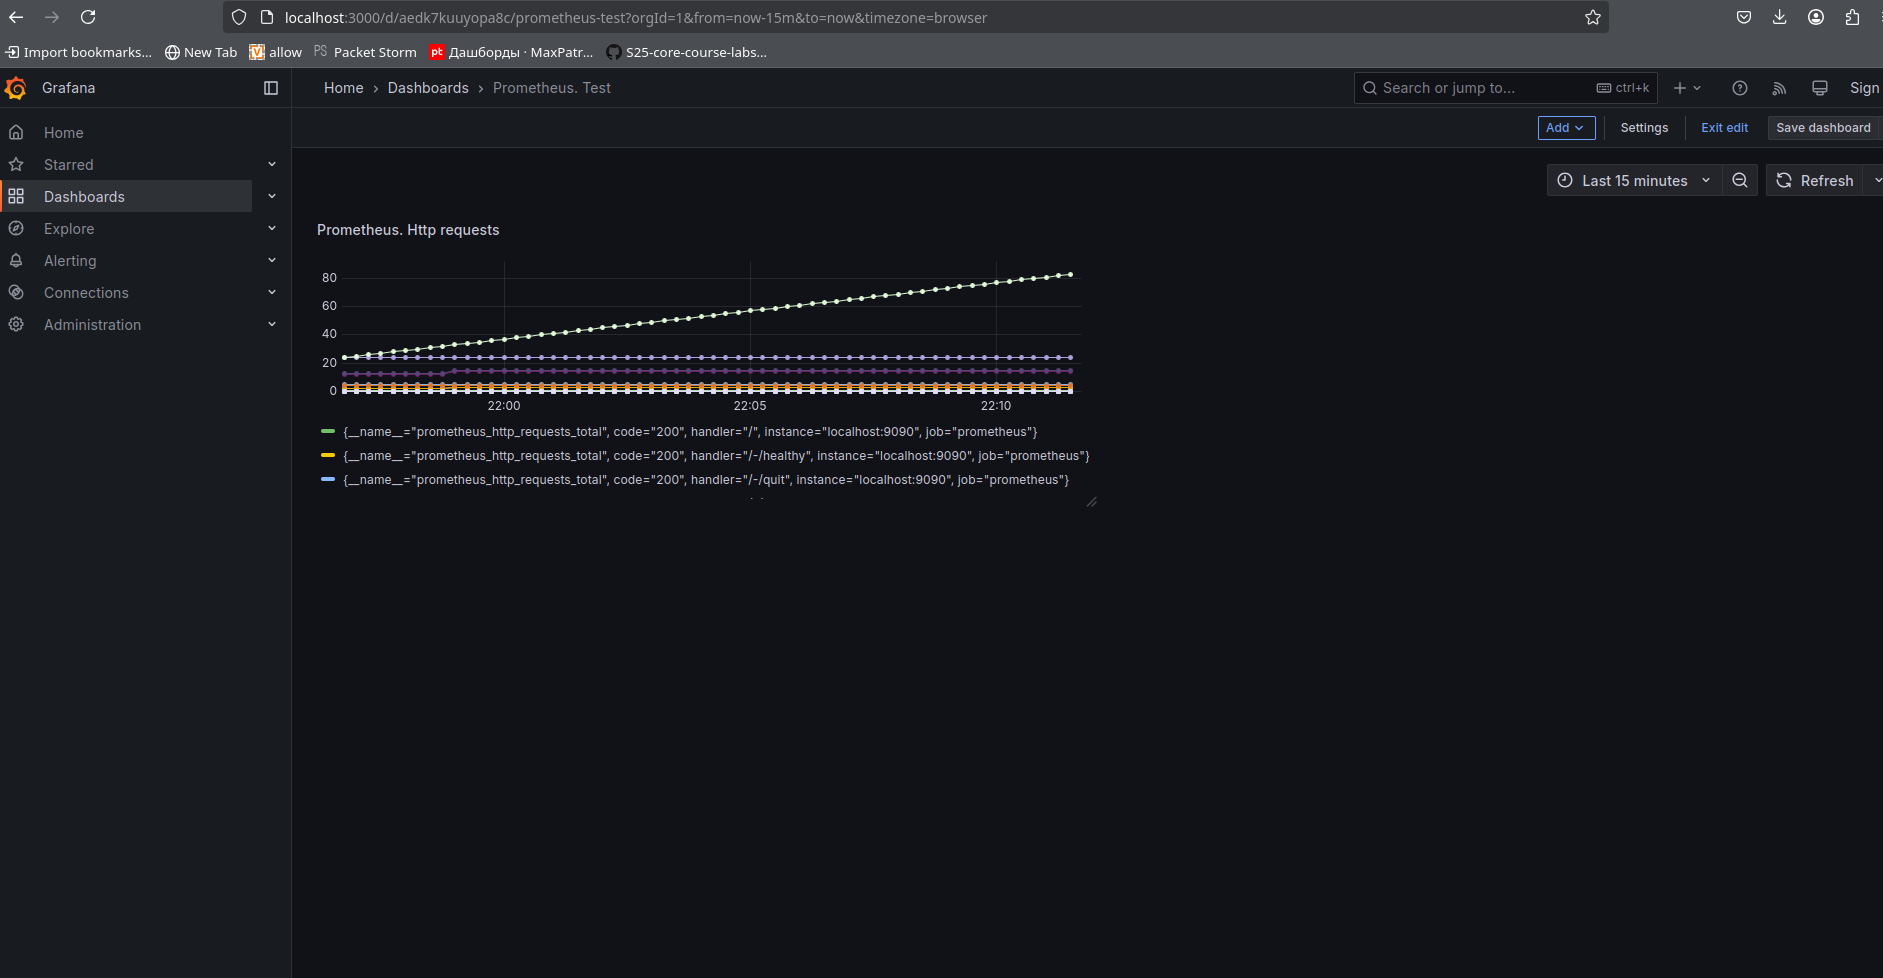 localhost:3000/d/aedk7kuuyopa8c/prometheus-test?orgId=1&from=now-15m&to=now&timezone=browser
Import bookmarks... New Tab allow PS Packet Storm pt Дашборды · MaxPatr... S25-core-course-labs...
Grafana
Home › Dashboards › Prometheus. Test
Search or jump to... ctrl+k
Sign
Home
Starred
Dashboards
Explore
Alerting
Connections
Administration
Add Settings Exit edit Save dashboard
Last 15 minutes Refresh
Prometheus. Http requests
80
60
40
20
0
22:00 22:05 22:10
{__name__="prometheus_http_requests_total", code="200", handler="/", instance="localhost:9090", job="prometheus"}
{__name__="prometheus_http_requests_total", code="200", handler="/-/healthy", instance="localhost:9090", job="prometheus"}
{__name__="prometheus_http_requests_total", code="200", handler="/-/quit", instance="localhost:9090", job="prometheus"}